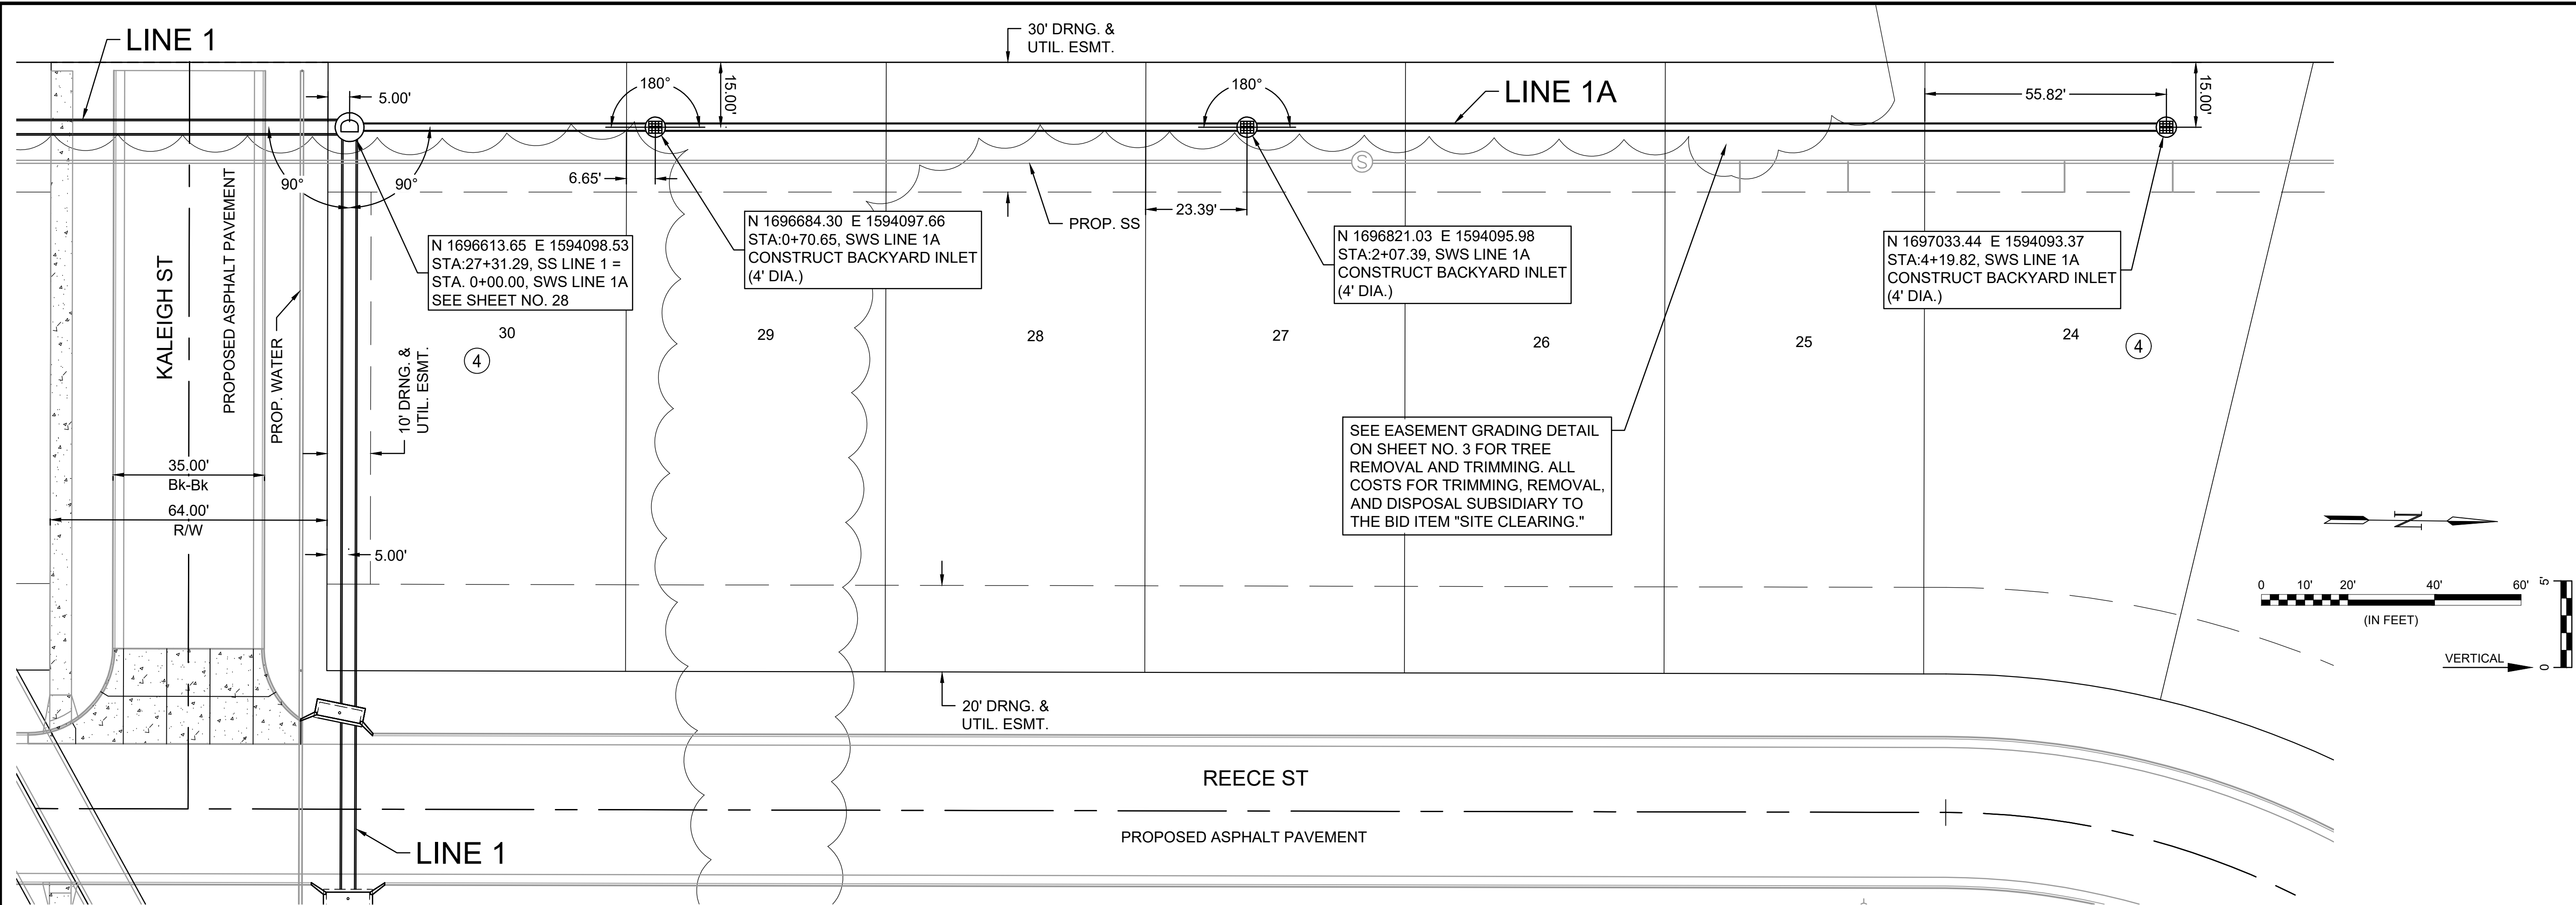 LINE 1
30' DRNG. &
UTIL. ESMT.
5.00'
180°
15.00'
180°
LINE 1A
55.82'
15.00'
90°
90°
6.65'
23.39'
PROP. SS
S
N 1696613.65 E 1594098.53
STA:27+31.29, SS LINE 1 =
STA. 0+00.00, SWS LINE 1A
SEE SHEET NO. 28
N 1696684.30 E 1594097.66
STA:0+70.65, SWS LINE 1A
CONSTRUCT BACKYARD INLET
(4' DIA.)
N 1696821.03 E 1594095.98
STA:2+07.39, SWS LINE 1A
CONSTRUCT BACKYARD INLET
(4' DIA.)
N 1697033.44 E 1594093.37
STA:4+19.82, SWS LINE 1A
CONSTRUCT BACKYARD INLET
(4' DIA.)
KALEIGH ST
PROPOSED ASPHALT PAVEMENT
PROP. WATER
10' DRNG. &
UTIL. ESMT.
30
29
28
27
26
25
24
4
4
SEE EASEMENT GRADING DETAIL
ON SHEET NO. 3 FOR TREE
REMOVAL AND TRIMMING. ALL
COSTS FOR TRIMMING, REMOVAL,
AND DISPOSAL SUBSIDIARY TO
THE BID ITEM "SITE CLEARING."
35.00'
Bk-Bk
64.00'
R/W
5.00'
N
0 10' 20' 40' 60'
(IN FEET)
5'
0
VERTICAL
20' DRNG. &
UTIL. ESMT.
REECE ST
PROPOSED ASPHALT PAVEMENT
LINE 1